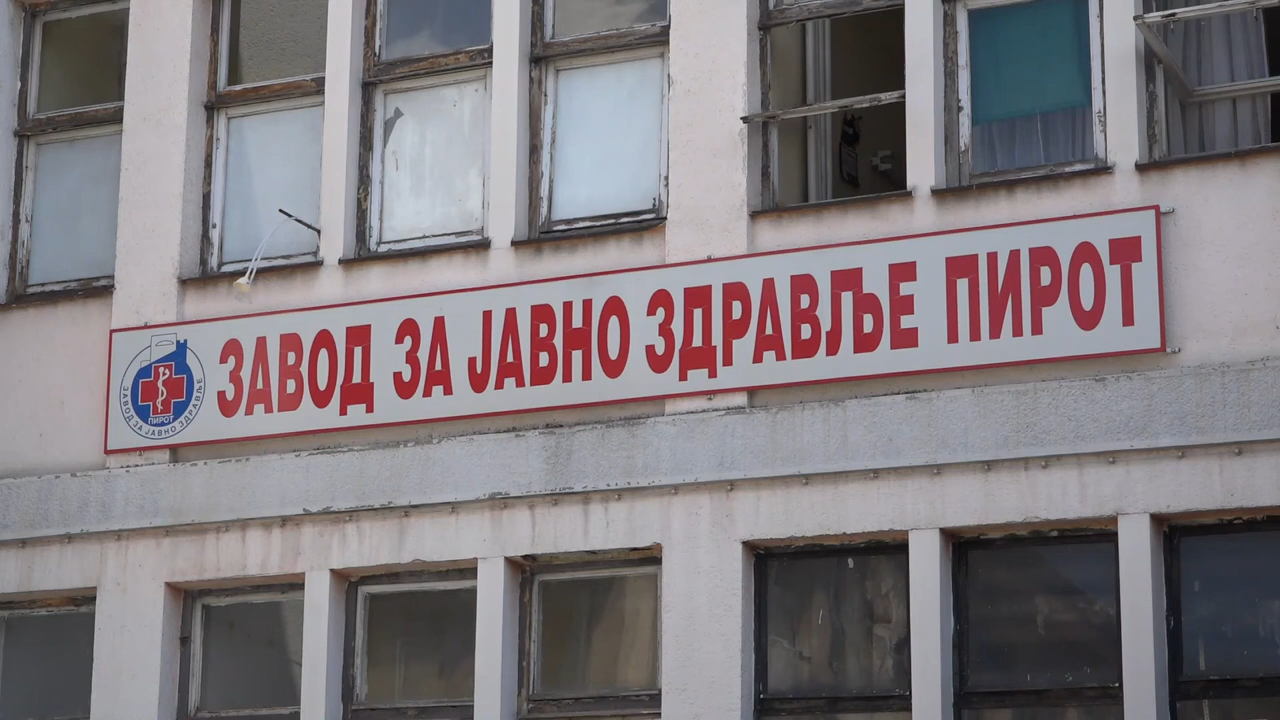 ЗАВОД ЗА ЈАВНО ЗДРАВЉЕ ПИРОТ
ПИРОТ
ЗАВОД ЗА ЈАВНО ЗДРАВЉЕ